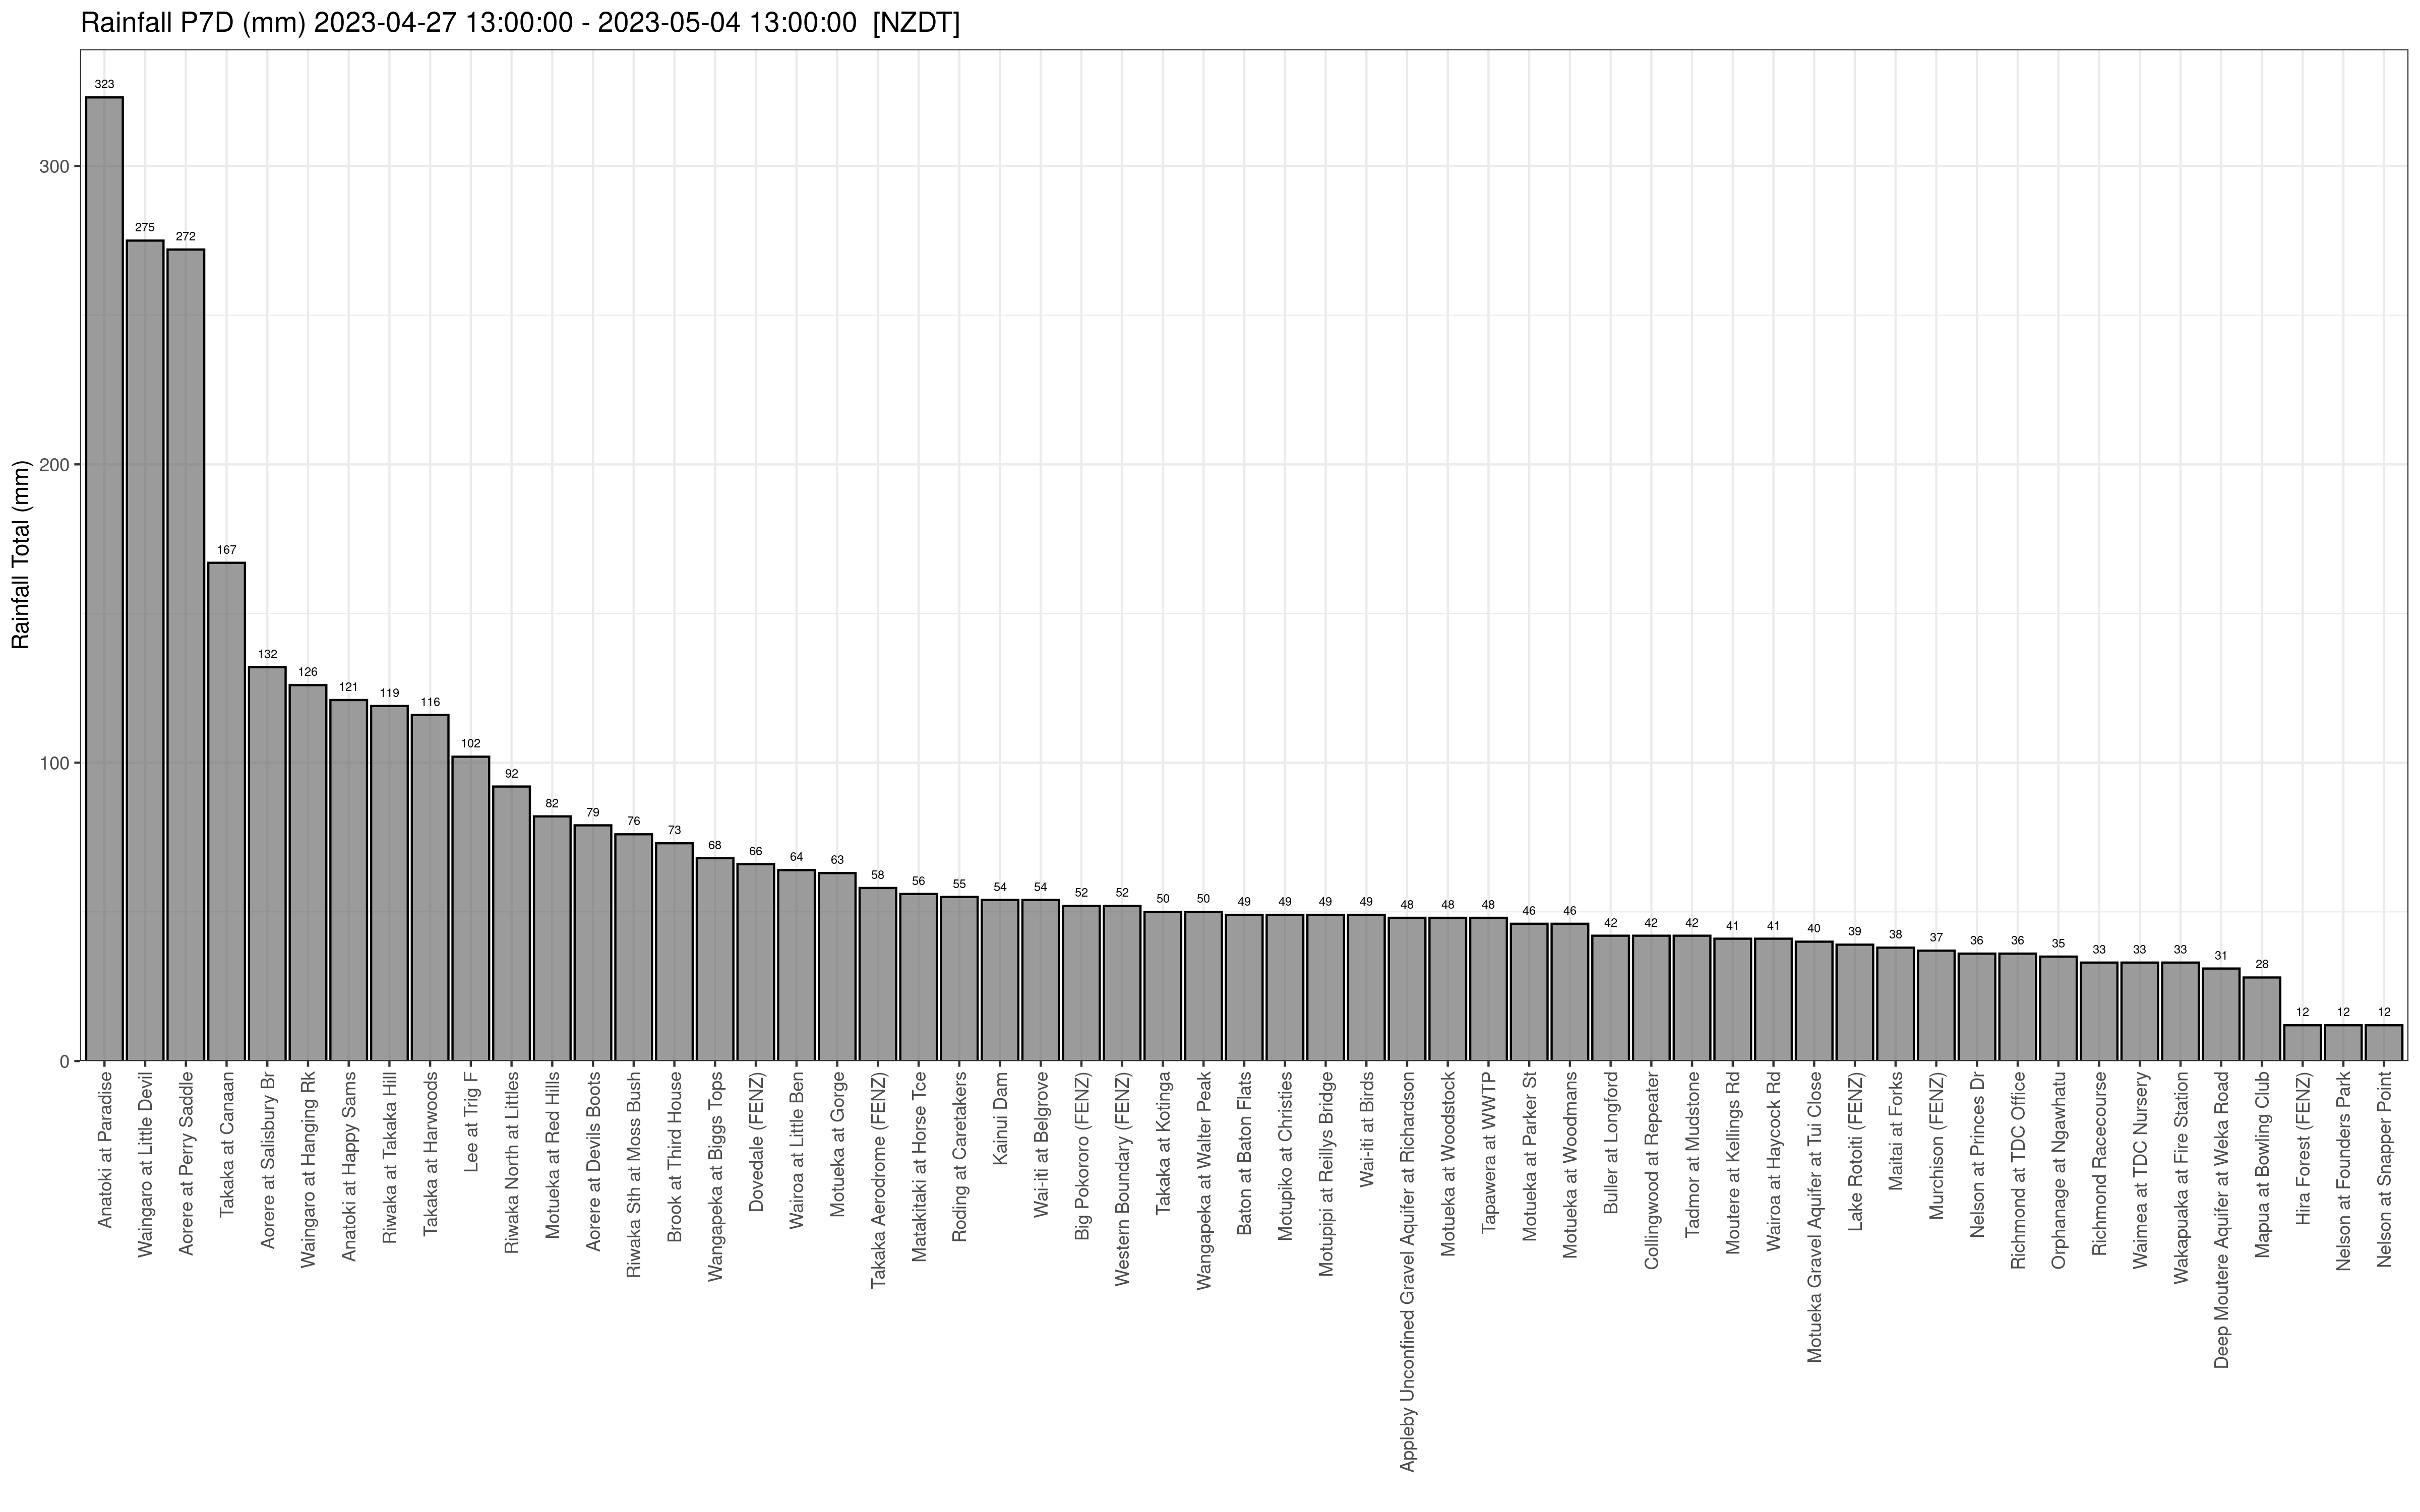 Rainfall P7D (mm) 2023-04-27 13:00:00 - 2023-05-04 13:00:00  [NZDT]
Rainfall Total (mm)
300
200
100
0
323
275
272
167
132
126
121
119
116
102
92
82
79
76
73
68
66
64
63
58
56
55
54
54
52
52
50
50
49
49
49
49
48
48
48
46
46
42
42
42
41
41
40
39
38
37
36
36
35
33
33
33
31
28
12
12
12
Anatoki at Paradise
Waingaro at Little Devil
Aorere at Perry Saddle
Takaka at Canaan
Aorere at Salisbury Br
Waingaro at Hanging Rk
Anatoki at Happy Sams
Riwaka at Takaka Hill
Takaka at Harwoods
Lee at Trig F
Riwaka North at Littles
Motueka at Red Hills
Aorere at Devils Boots
Riwaka Sth at Moss Bush
Brook at Third House
Wangapeka at Biggs Tops
Dovedale (FENZ)
Wairoa at Little Ben
Motueka at Gorge
Takaka Aerodrome (FENZ)
Matakitaki at Horse Tce
Roding at Caretakers
Kainui Dam
Wai-iti at Belgrove
Big Pokororo (FENZ)
Western Boundary (FENZ)
Takaka at Kotinga
Wangapeka at Walter Peak
Baton at Baton Flats
Motupiko at Christies
Motupipi at Reillys Bridge
Wai-iti at Birds
Appleby Unconfined Gravel Aquifer at Richardson
Motueka at Woodstock
Tapawera at WWTP
Motueka at Parker St
Motueka at Woodmans
Buller at Longford
Collingwood at Repeater
Tadmor at Mudstone
Moutere at Kellings Rd
Wairoa at Haycock Rd
Motueka Gravel Aquifer at Tui Close
Lake Rotoiti (FENZ)
Maitai at Forks
Murchison (FENZ)
Nelson at Princes Dr
Richmond at TDC Office
Orphanage at Ngawhatu
Richmond Racecourse
Waimea at TDC Nursery
Wakapuaka at Fire Station
Deep Moutere Aquifer at Weka Road
Mapua at Bowling Club
Hira Forest (FENZ)
Nelson at Founders Park
Nelson at Snapper Point